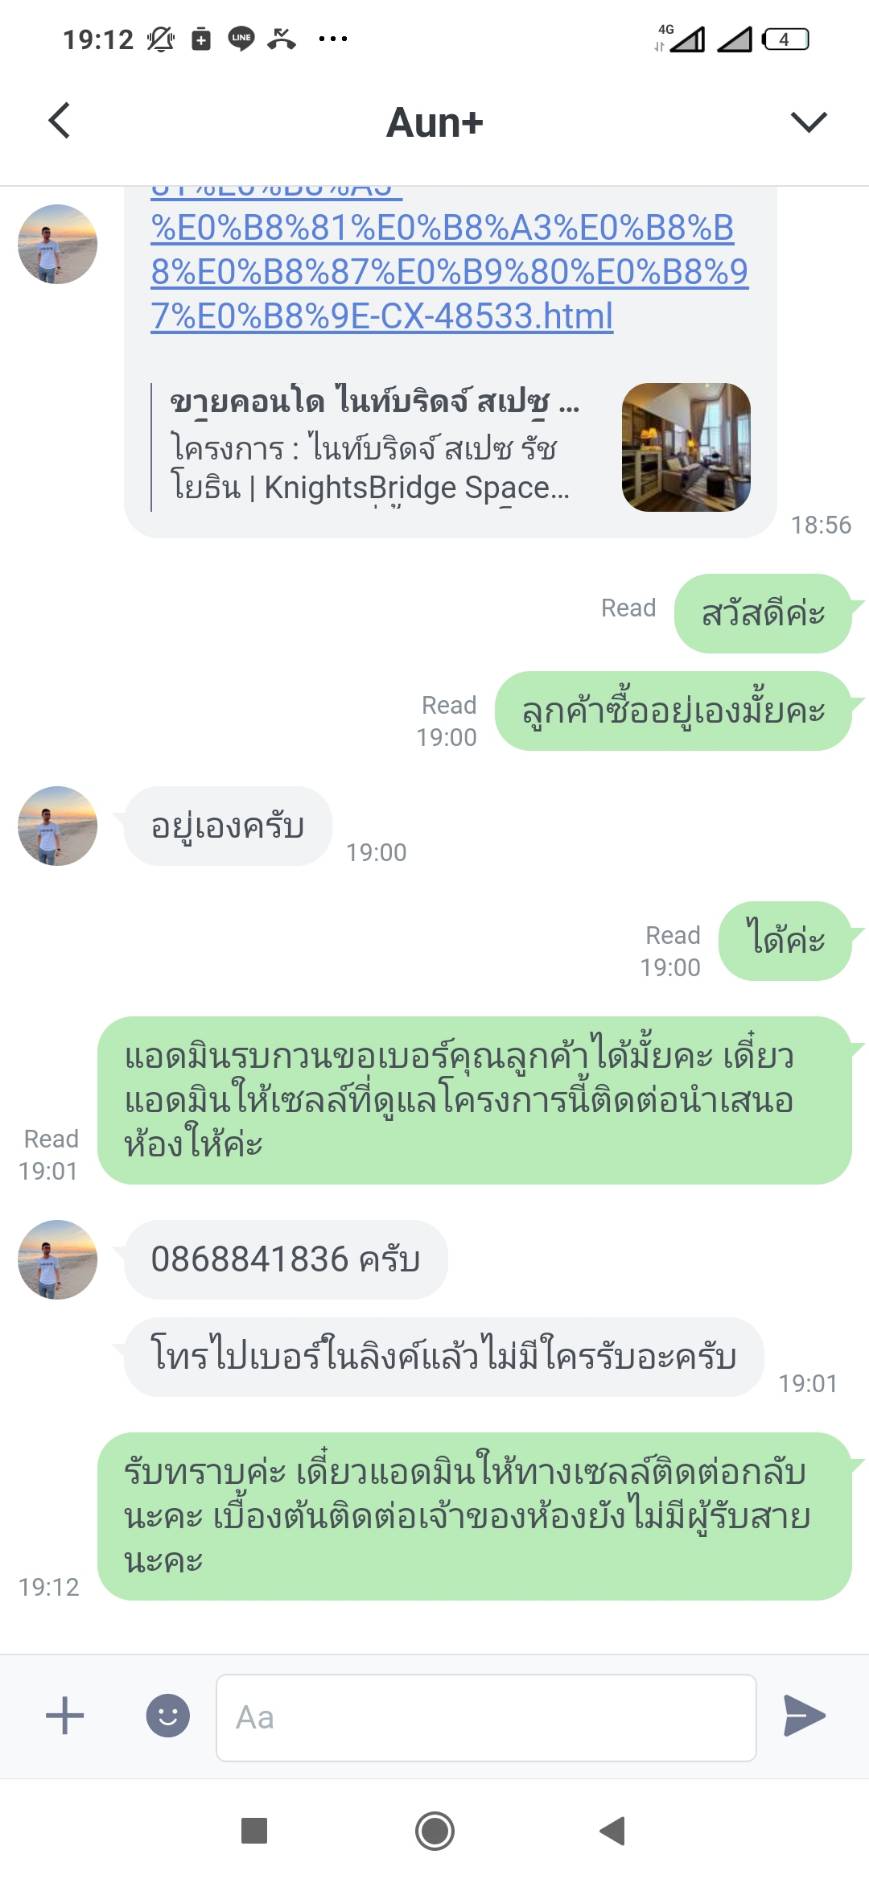 19:12
LINE
4G
4
Aun+
%E0%B8%81%E0%B8%A3%E0%B8%B
8%E0%B8%87%E0%B9%80%E0%B8%9
7%E0%B8%9E-CX-48533.html
ขายคอนโด ไนท์บริดจ์ สเปซ ...
โครงการ : ไนท์บริดจ์ สเปซ รัช
โยธิน | KnightsBridge Space...
18:56
Read
สวัสดีค่ะ
Read
19:00
ลูกค้าซื้ออยู่เองมั้ยคะ
อยู่เองครับ
19:00
Read
19:00
ได้ค่ะ
แอดมินรบกวนขอเบอร์คุณลูกค้าได้มั้ยคะ เดี๋ยว
แอดมินให้เซลล์ที่ดูแลโครงการนี้ติดต่อนำเสนอ
ห้องให้ค่ะ
Read
19:01
0868841836 ครับ
โทรไปเบอร์ในลิงค์แล้วไม่มีใครรับอะครับ
19:01
รับทราบค่ะ เดี๋ยวแอดมินให้ทางเซลล์ติดต่อกลับ
นะคะ เบื้องต้นติดต่อเจ้าของห้องยังไม่มีผู้รับสาย
นะคะ
19:12
Aa